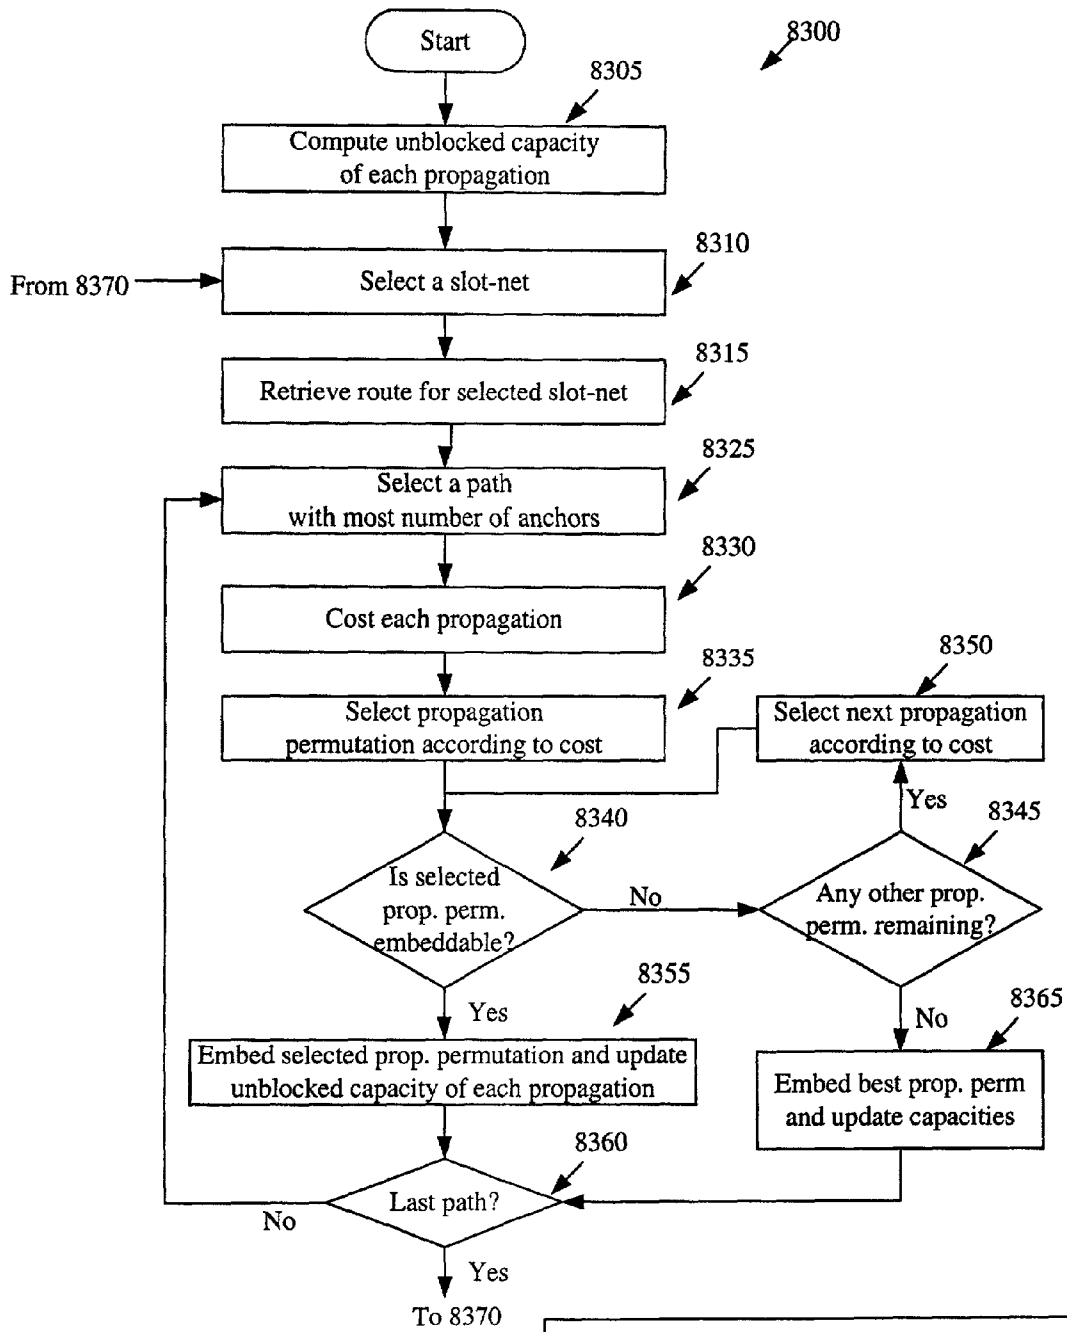 Start
8300
8305
Compute unblocked capacity
of each propagation
8310
From 8370
Select a slot-net
8315
Retrieve route for selected slot-net
8325
Select a path
with most number of anchors
8330
Cost each propagation
8335
Select propagation
permutation according to cost
8350
Select next propagation
according to cost
Yes
8340
8345
Is selected
prop. perm.
embeddable?
No
Any other prop.
perm. remaining?
8355
Yes
No
8365
Embed selected prop. permutation and update
unblocked capacity of each propagation
Embed best prop. perm
and update capacities
8360
Last path?
No
Yes
To 8370